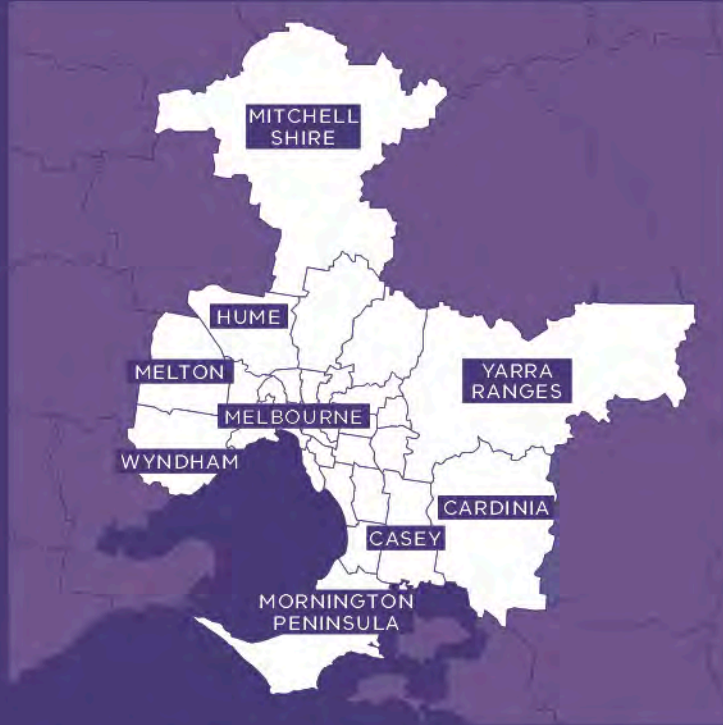 MITCHELL
SHIRE
HUME
MELTON
YARRA
RANGES
MELBOURNE
WYNDHAM
CARDINIA
CASEY
MORNINGTON
PENINSULA